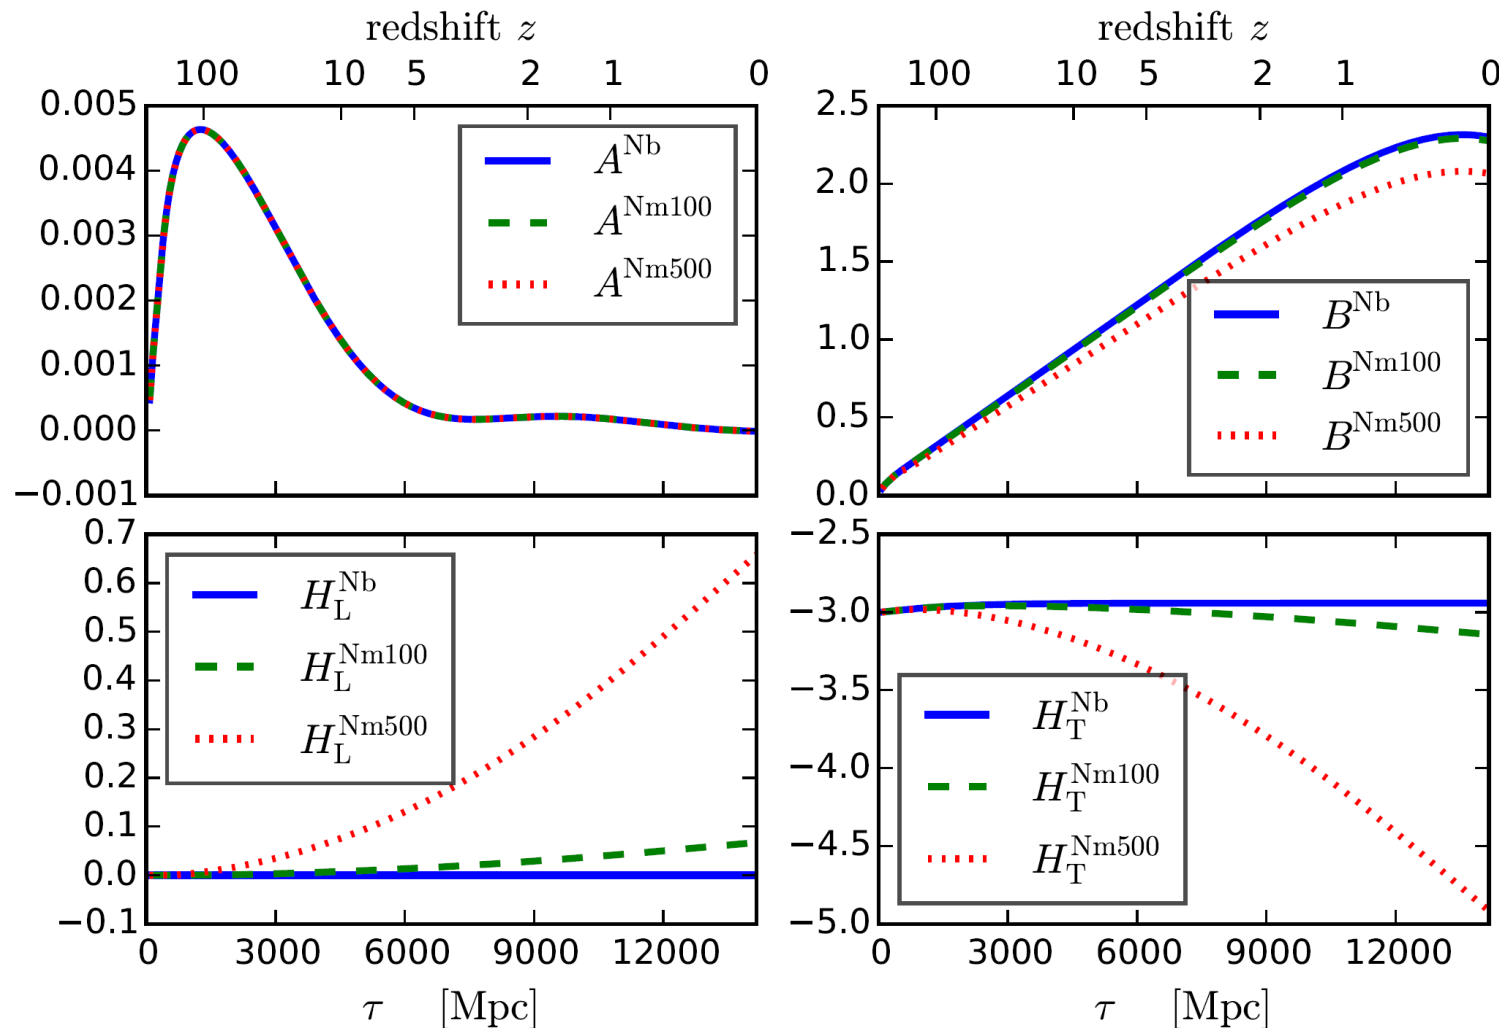 redshift z
100 10 5 2 1 0
0.005
0.004
0.003
0.002
0.001
0.000
−0.001
A^Nb
A^Nm100
A^Nm500
redshift z
100 10 5 2 1 0
2.5
2.0
1.5
1.0
0.5
0.0
B^Nb
B^Nm100
B^Nm500
0.7
0.6
0.5
0.4
0.3
0.2
0.1
0.0
−0.1
H_L^Nb
H_L^Nm100
H_L^Nm500
0 3000 6000 9000 12000
τ [Mpc]
−2.5
−3.0
−3.5
−4.0
−4.5
−5.0
H_T^Nb
H_T^Nm100
H_T^Nm500
0 3000 6000 9000 12000
τ [Mpc]